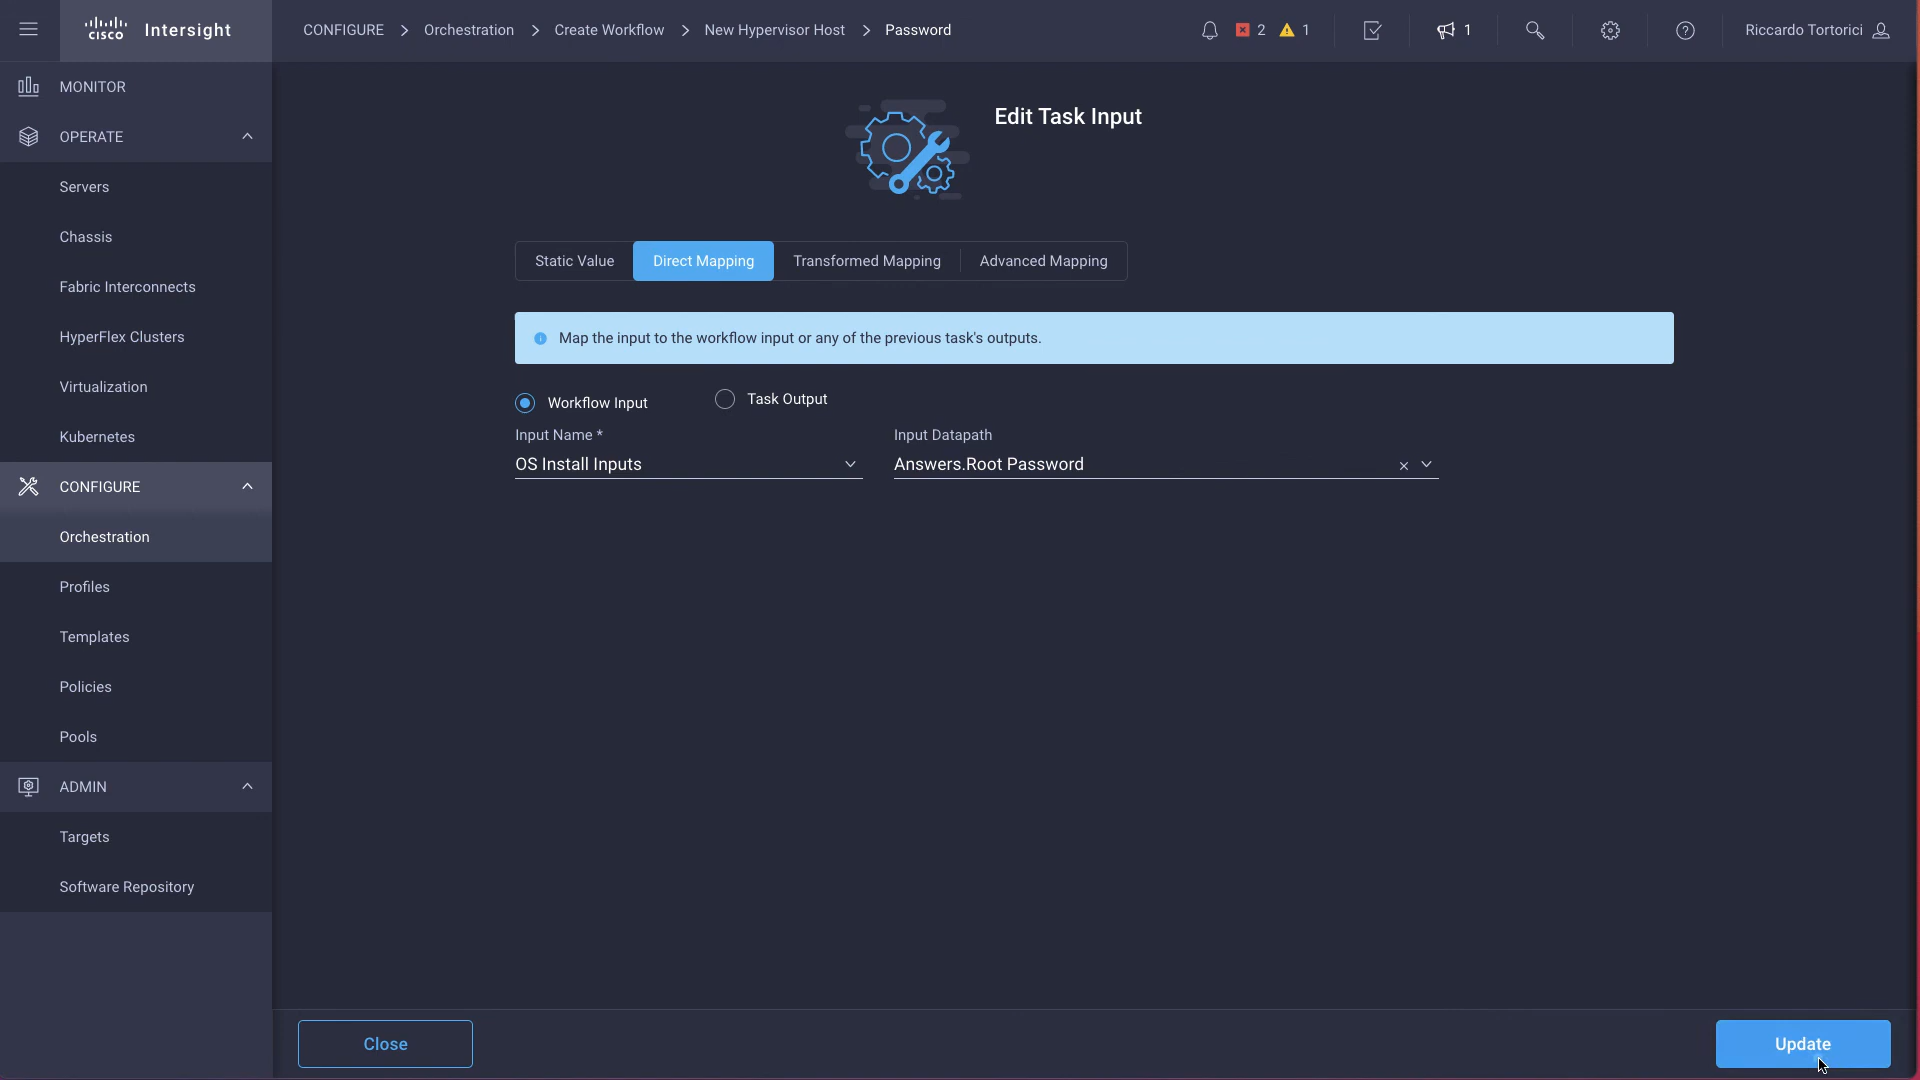 CISCO Intersight
CONFIGURE > Orchestration > Create Workflow > New Hypervisor Host > Password
2 1 1 Riccardo Tortorici
MONITOR
OPERATE
Servers
Chassis
Fabric Interconnects
HyperFlex Clusters
Virtualization
Kubernetes
CONFIGURE
Orchestration
Profiles
Templates
Policies
Pools
ADMIN
Targets
Software Repository
Edit Task Input
Static Value Direct Mapping Transformed Mapping Advanced Mapping
Map the input to the workflow input or any of the previous task's outputs.
Workflow Input Task Output
Input Name * Input Datapath
OS Install Inputs Answers.Root Password
Close Update